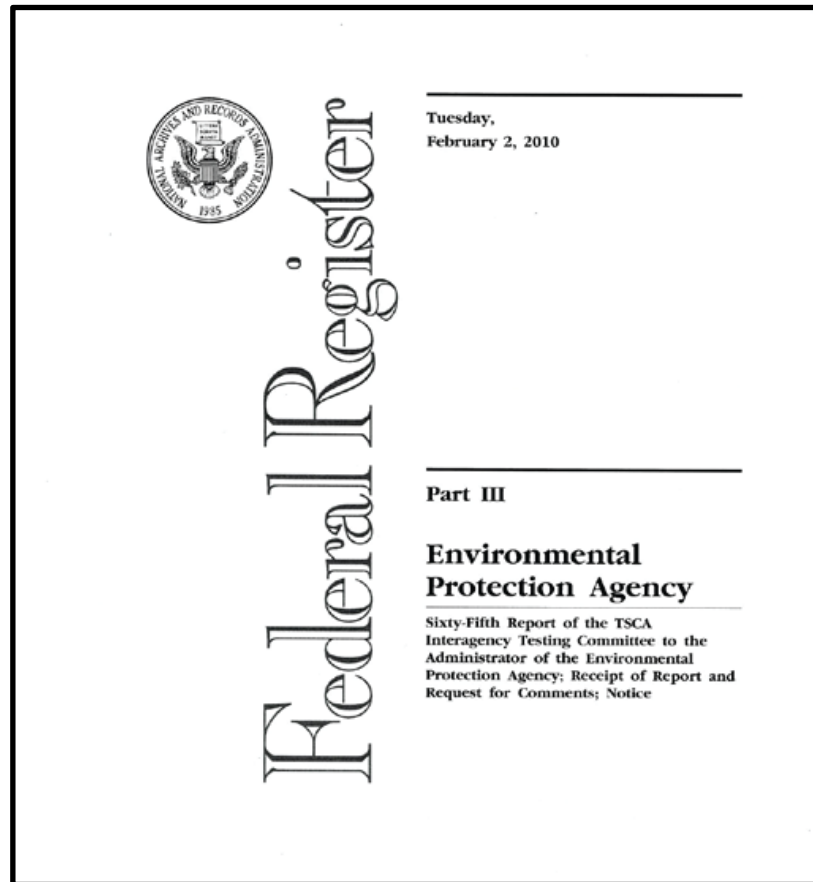 NATIONAL ARCHIVES AND RECORDS ADMINISTRATION
1985
Federal Register
Tuesday,
February 2, 2010
Part III
Environmental
Protection Agency
Sixty-Fifth Report of the TSCA
Interagency Testing Committee to the
Administrator of the Environmental
Protection Agency; Receipt of Report and
Request for Comments; Notice